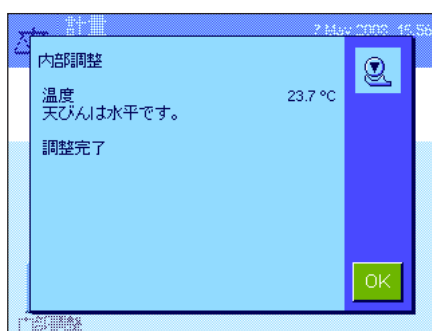 計量
7 May 2008 16:56
内部調整
温度 23.7 °C
天びんは水平です。
調整完了
OK
内部調整